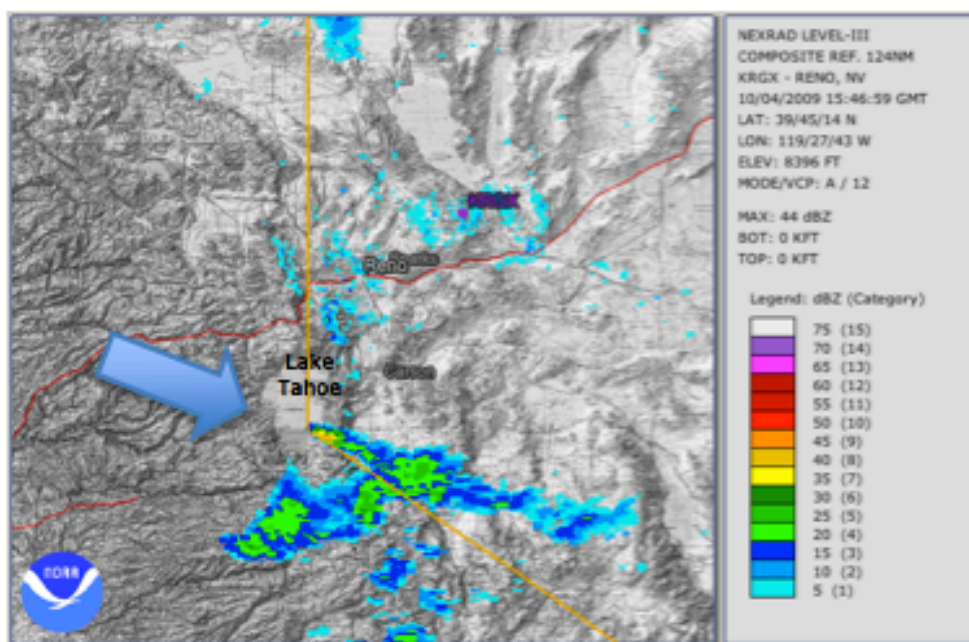 NEXRAD LEVEL-III
COMPOSITE REF. 124NM
KRGX - RENO, NV
10/04/2009 15:46:59 GMT
LAT: 39/45/14 N
LON: 119/27/43 W
ELEV: 8396 FT
MODE/VCP: A / 12
MAX: 44 dBZ
BOT: 0 KFT
TOP: 0 KFT
Legend: dBZ (Category)
75 (15)
70 (14)
65 (13)
60 (12)
55 (11)
50 (10)
45 (9)
40 (8)
35 (7)
30 (6)
25 (5)
20 (4)
15 (3)
10 (2)
5 (1)
KRGX
Reno
Lake
Tahoe
Carson
NOAA